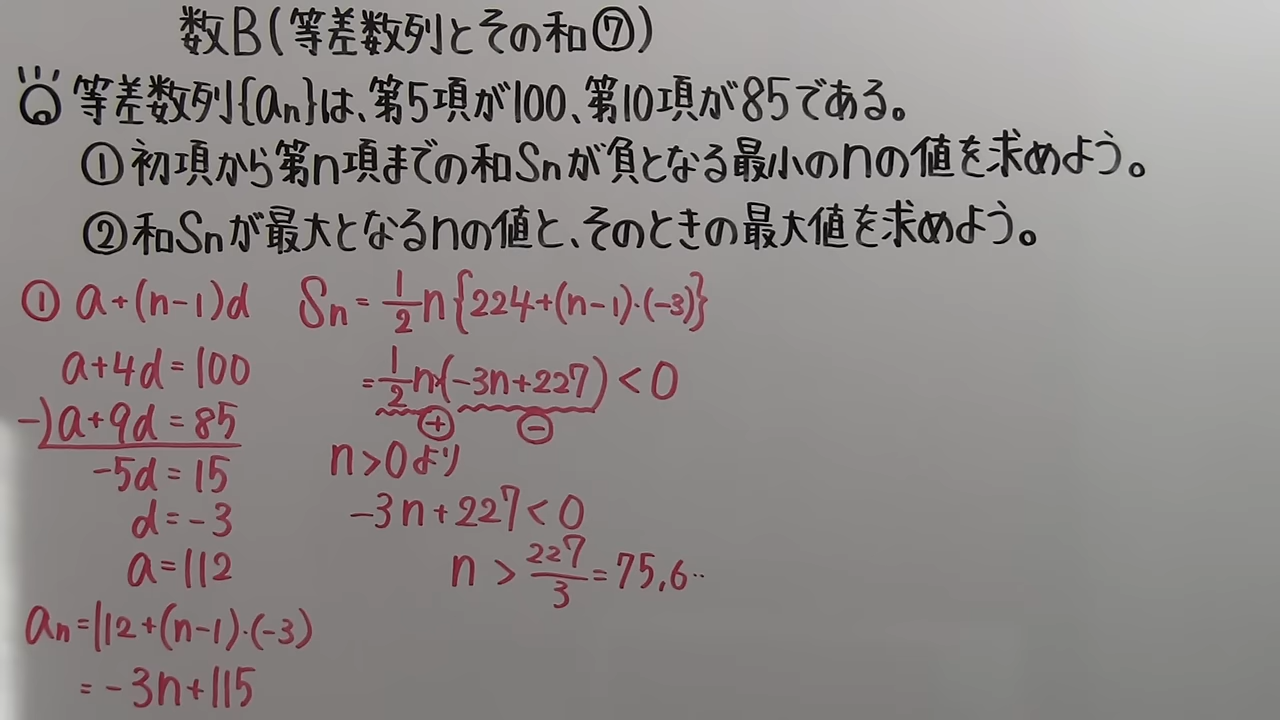 数B(等差数列とその和⑦)
等差数列{an}は、第5項が100、第10項が85である。
①初項から第n項までの和Snが負となる最小のnの値を求めよう。
②和Snが最大となるnの値と、そのときの最大値を求めよう。
① a+(n-1)d
a+4d=100
-)a+9d=85
-5d=15
d=-3
a=112
an=112+(n-1)・(-3)
=-3n+115
Sn=1/2n{224+(n-1)・(-3)}
=1/2n(-3n+227)<0
⊕ ⊖
n>0より
-3n+227<0
n>227/3=75.6…